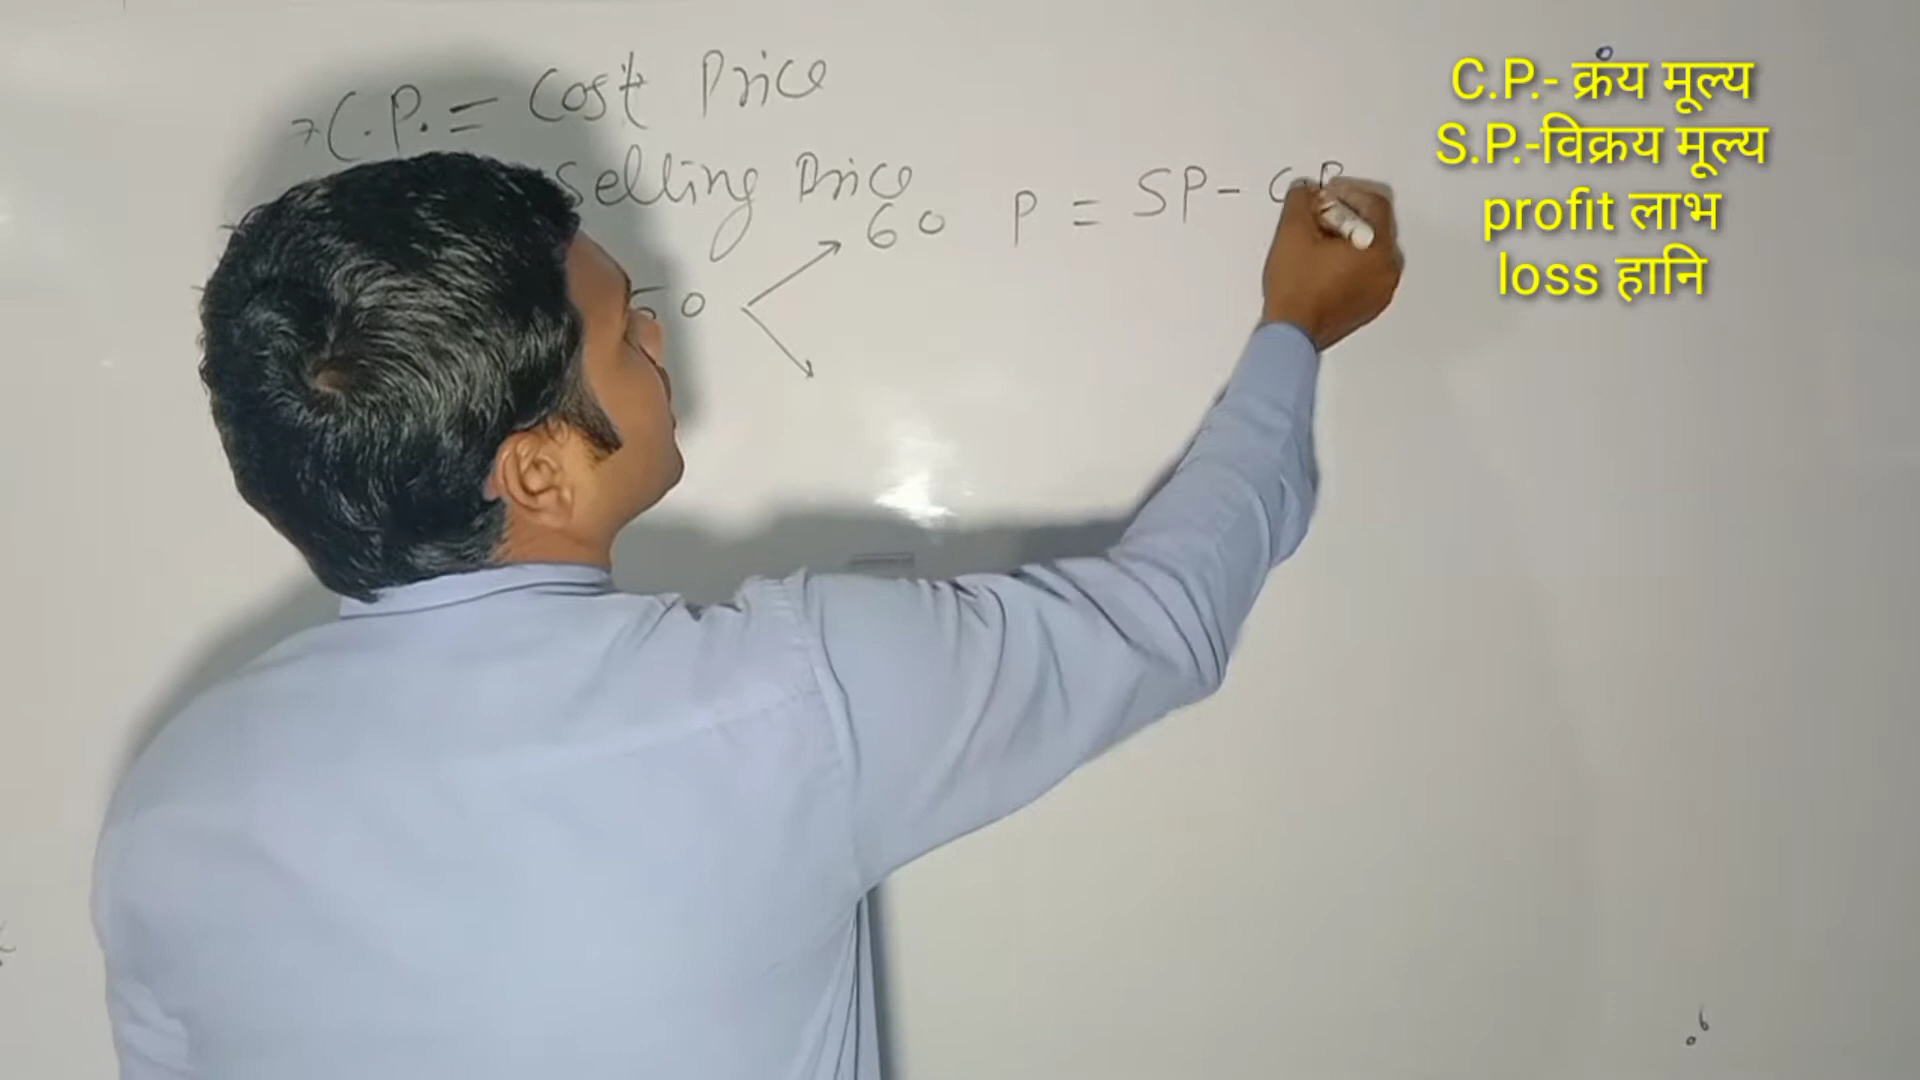 C.P. = Cost Price
Selling Price
60 P = SP - C.P
50
C.P.- क्रय मूल्य
S.P.-विक्रय मूल्य
profit लाभ
loss हानि